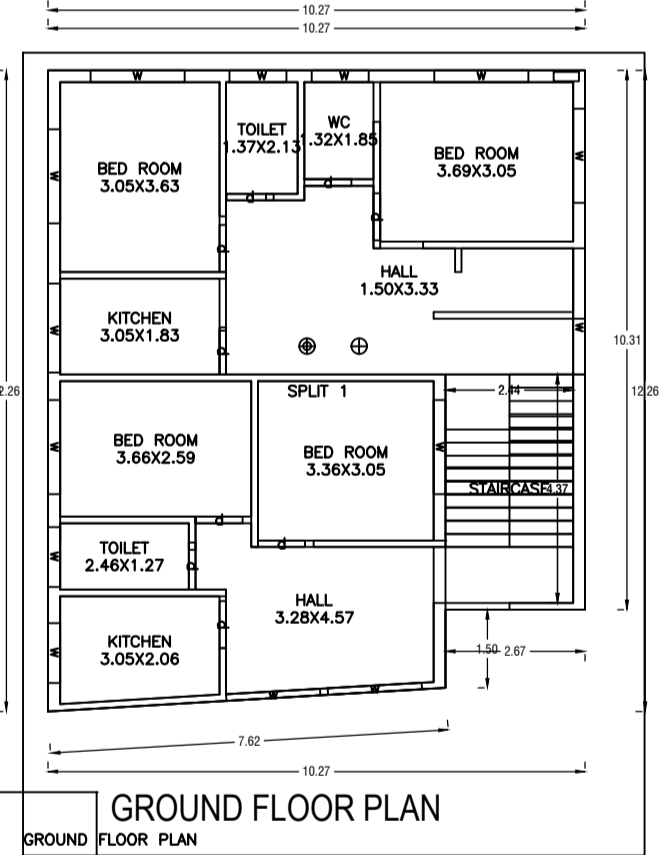 10.27
10.27
W W W W
TOILET
1.37X2.13
WC
1.32X1.85
BED ROOM
3.05X3.63
BED ROOM
3.69X3.05
W
W
d
d
d
d
HALL
1.50X3.33
KITCHEN
3.05X1.83
W
d
W
10.31
2.26
12.26
SPLIT 1
2.44
BED ROOM
3.66X2.59
BED ROOM
3.36X3.05
W
W
STAIRCASE
4.37
d
d
TOILET
2.46X1.27
W
d
HALL
3.28X4.57
d
KITCHEN
3.05X2.06
W
1.50
2.67
W W
7.62
10.27
GROUND FLOOR PLAN
GROUND FLOOR PLAN